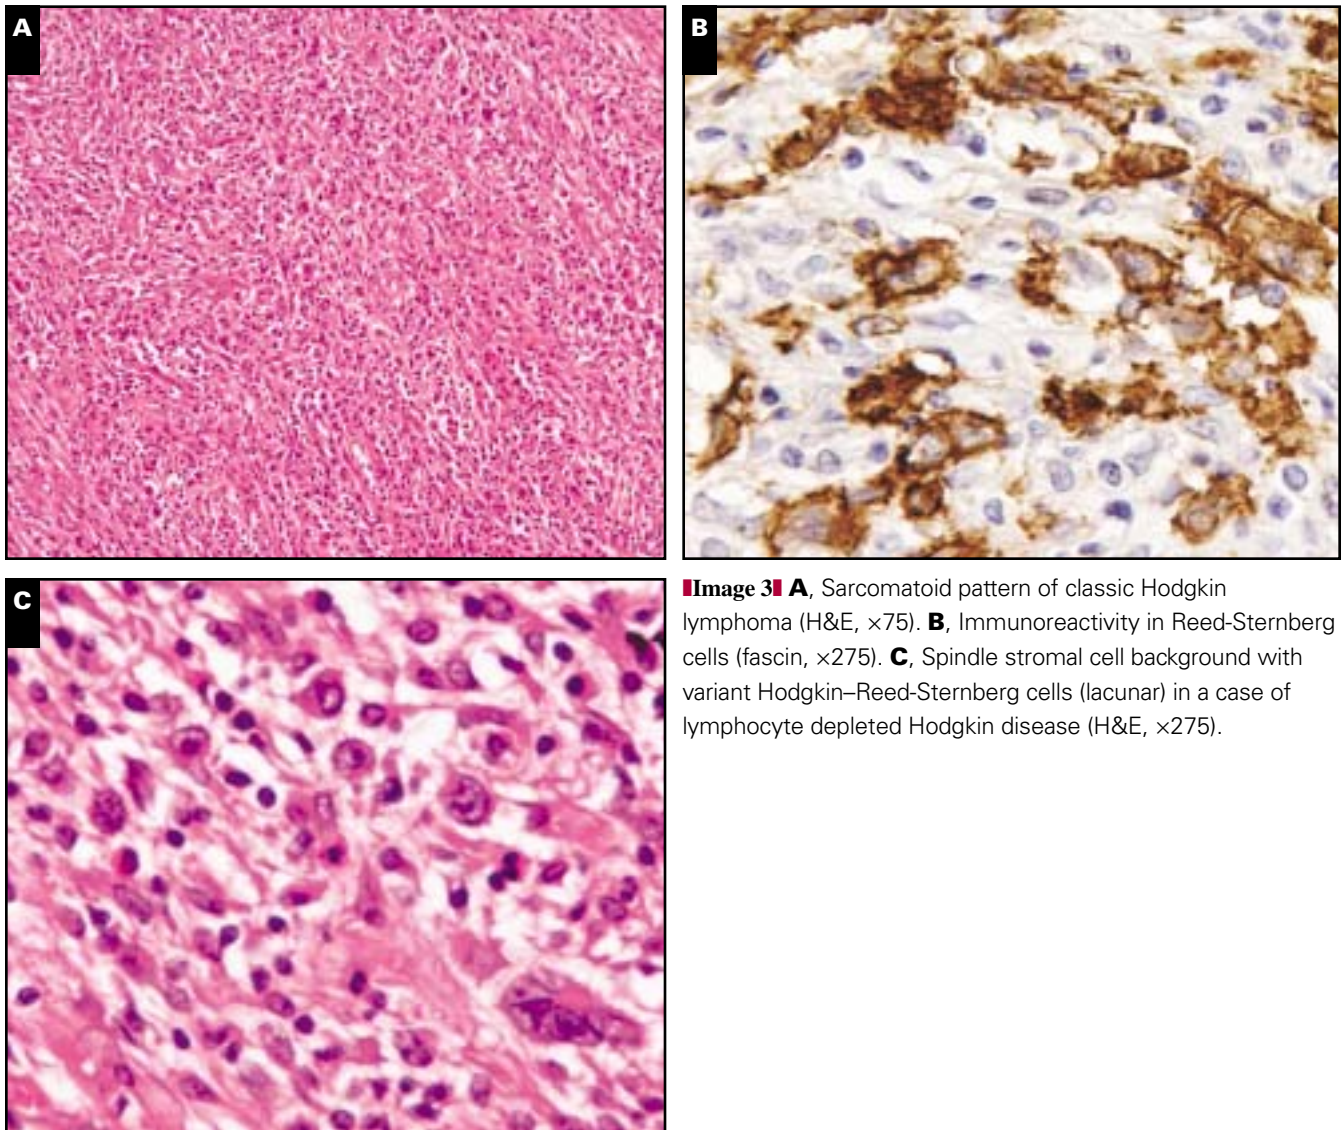 A
B
C
Image 3 A, Sarcomatoid pattern of classic Hodgkin
lymphoma (H&E, ×75). B, Immunoreactivity in Reed-Sternberg
cells (fascin, ×275). C, Spindle stromal cell background with
variant Hodgkin–Reed-Sternberg cells (lacunar) in a case of
lymphocyte depleted Hodgkin disease (H&E, ×275).